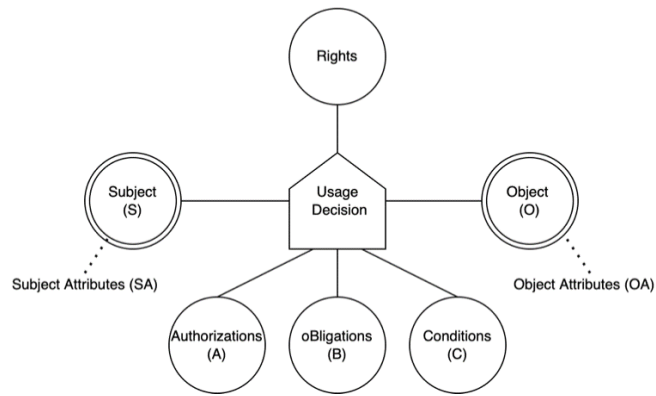 Rights
Subject
(S)
Usage
Decision
Object
(O)
Subject Attributes (SA)
Object Attributes (OA)
Authorizations
(A)
oBligations
(B)
Conditions
(C)